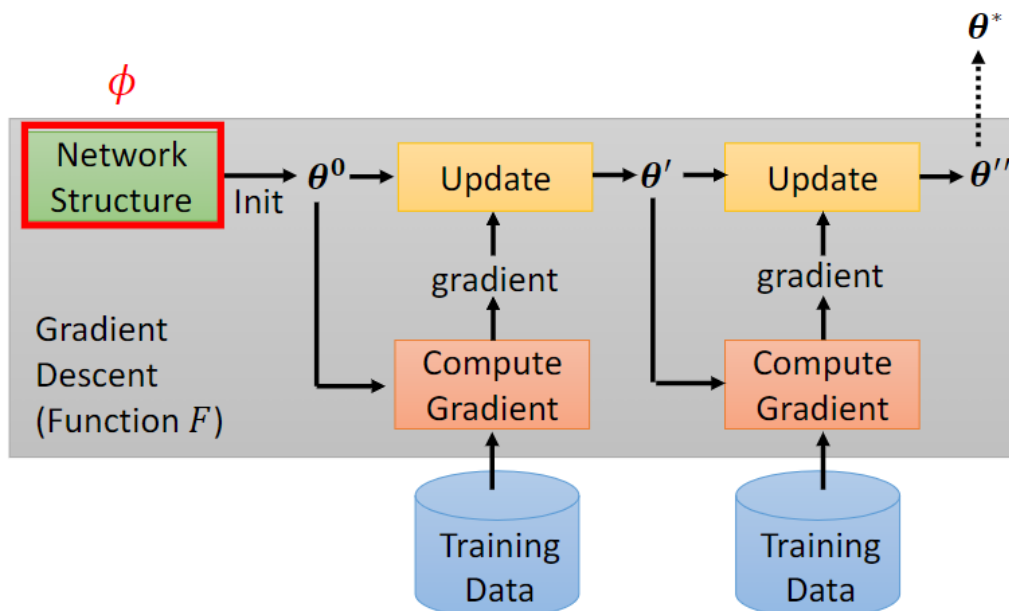 θ*
ϕ
Network
Structure
Init
θ⁰
Update
θ′
Update
θ′′
gradient
gradient
Gradient
Descent
(Function F)
Compute
Gradient
Compute
Gradient
Training
Data
Training
Data